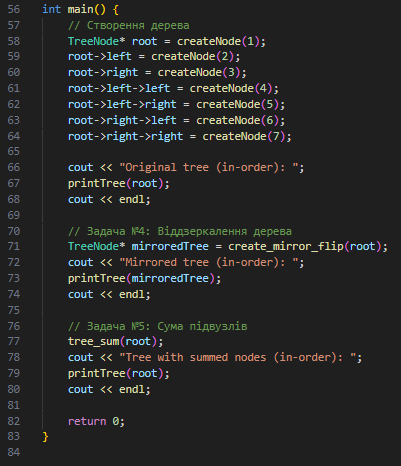 56 int main() {
57 // Створення дерева
58 TreeNode* root = createNode(1);
59 root->left = createNode(2);
60 root->right = createNode(3);
61 root->left->left = createNode(4);
62 root->left->right = createNode(5);
63 root->right->left = createNode(6);
64 root->right->right = createNode(7);
65
66 cout << "Original tree (in-order): ";
67 printTree(root);
68 cout << endl;
69
70 // Задача №4: Віддзеркалення дерева
71 TreeNode* mirroredTree = create_mirror_flip(root);
72 cout << "Mirrored tree (in-order): ";
73 printTree(mirroredTree);
74 cout << endl;
75
76 // Задача №5: Сума підвузлів
77 tree_sum(root);
78 cout << "Tree with summed nodes (in-order): ";
79 printTree(root);
80 cout << endl;
81
82 return 0;
83 }
84